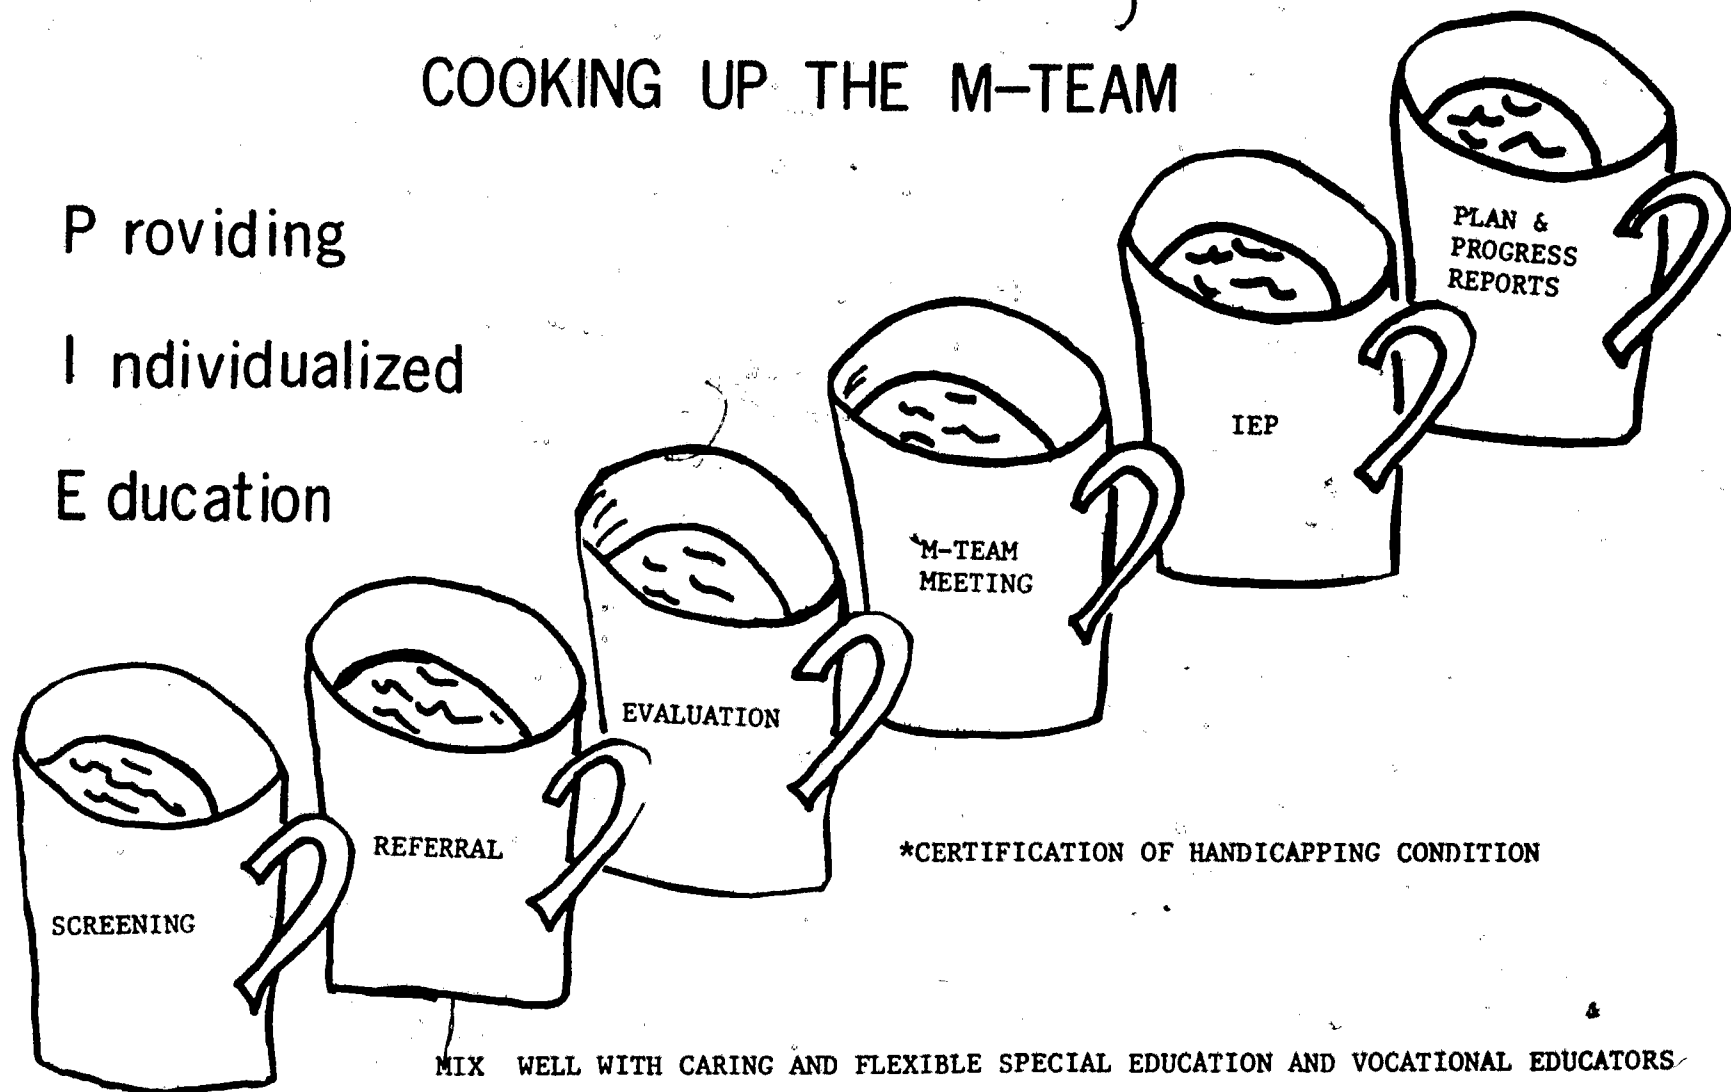 COOKING UP THE M-TEAM
P roviding
I ndividualized
E ducation
SCREENING
REFERRAL
EVALUATION
*M-TEAM
MEETING
IEP
PLAN &
PROGRESS
REPORTS
*CERTIFICATION OF HANDICAPPING CONDITION
MIX WELL WITH CARING AND FLEXIBLE SPECIAL EDUCATION AND VOCATIONAL EDUCATORS